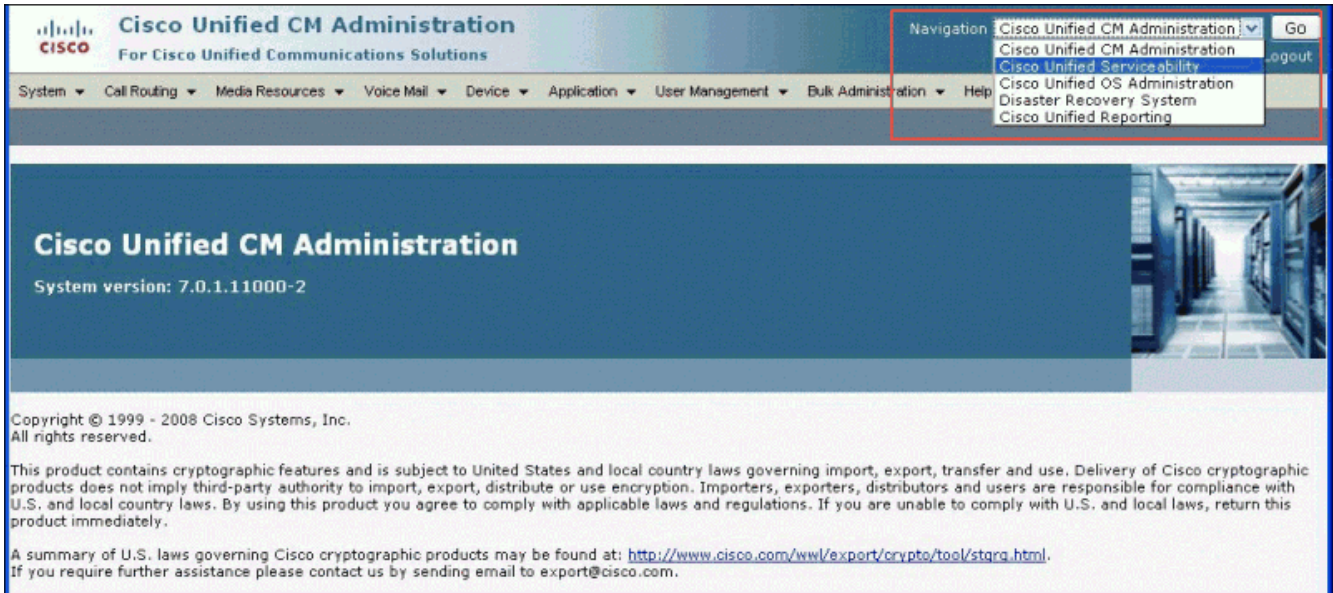 CISCO
Cisco Unified CM Administration
For Cisco Unified Communications Solutions
Navigation Cisco Unified CM Administration Go
Cisco Unified CM Administration
Cisco Unified Serviceability
Cisco Unified OS Administration
Disaster Recovery System
Cisco Unified Reporting
ogout
System Call Routing Media Resources Voice Mail Device Application User Management Bulk Administration Help
Cisco Unified CM Administration
System version: 7.0.1.11000-2
Copyright © 1999 - 2008 Cisco Systems, Inc.
All rights reserved.
This product contains cryptographic features and is subject to United States and local country laws governing import, export, transfer and use. Delivery of Cisco cryptographic
products does not imply third-party authority to import, export, distribute or use encryption. Importers, exporters, distributors and users are responsible for compliance with
U.S. and local country laws. By using this product you agree to comply with applicable laws and regulations. If you are unable to comply with U.S. and local laws, return this
product immediately.
A summary of U.S. laws governing Cisco cryptographic products may be found at: http://www.cisco.com/wwl/export/crypto/tool/stqrg.html.
If you require further assistance please contact us by sending email to export@cisco.com.